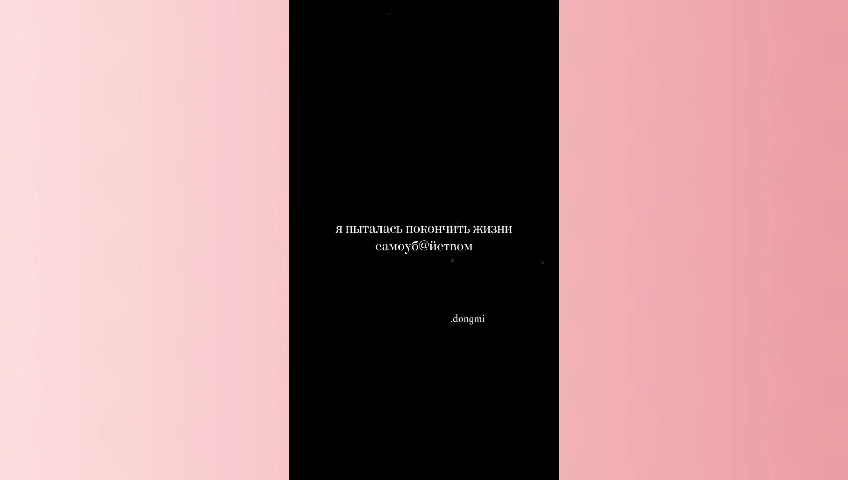 я пыталась покончить жизни
самоуб@йством
.dongmi